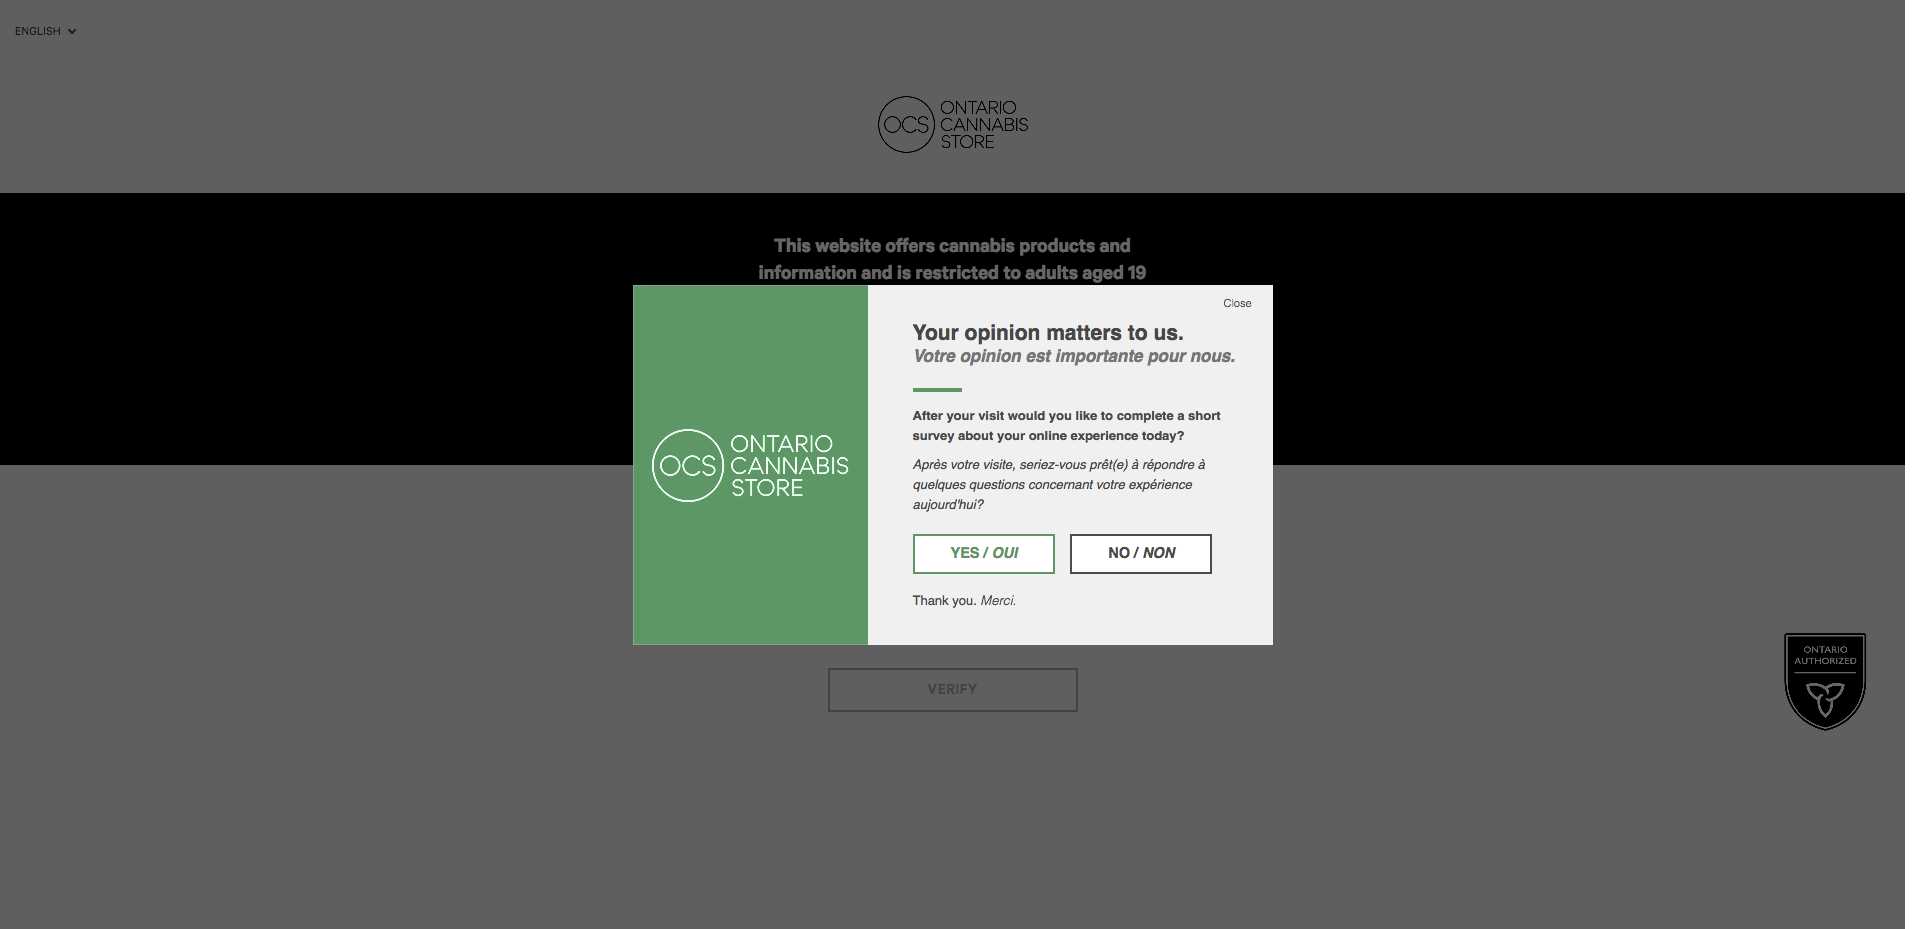 ENGLISH
OCS
ONTARIO
CANNABIS
STORE
This website offers cannabis products and
information and is restricted to adults aged 19
Close
Your opinion matters to us.
Votre opinion est importante pour nous.
After your visit would you like to complete a short
survey about your online experience today?
Après votre visite, seriez-vous prêt(e) à répondre à
quelques questions concernant votre expérience
aujourd'hui?
OCS
ONTARIO
CANNABIS
STORE
YES / OUI
NO / NON
Thank you. Merci.
VERIFY
ONTARIO
AUTHORIZED